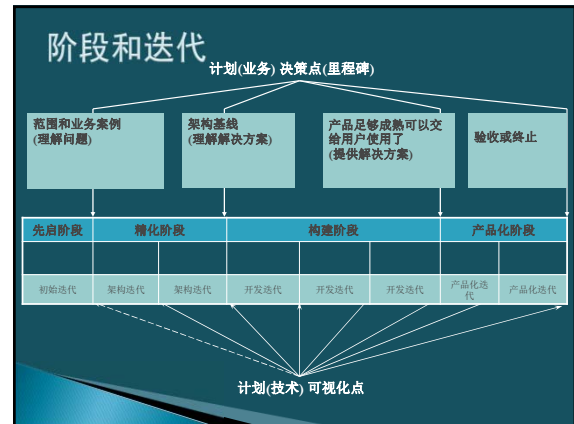 阶段和迭代
计划(业务) 决策点(里程碑)
范围和业务案例
(理解问题)
架构基线
(理解解决方案)
产品足够成熟可以交
给用户使用了
(提供解决方案)
验收或终止
先启阶段
精化阶段
构建阶段
产品化阶段
初始迭代
架构迭代
架构迭代
开发迭代
开发迭代
开发迭代
产品化迭
代
产品化迭代
计划(技术) 可视化点